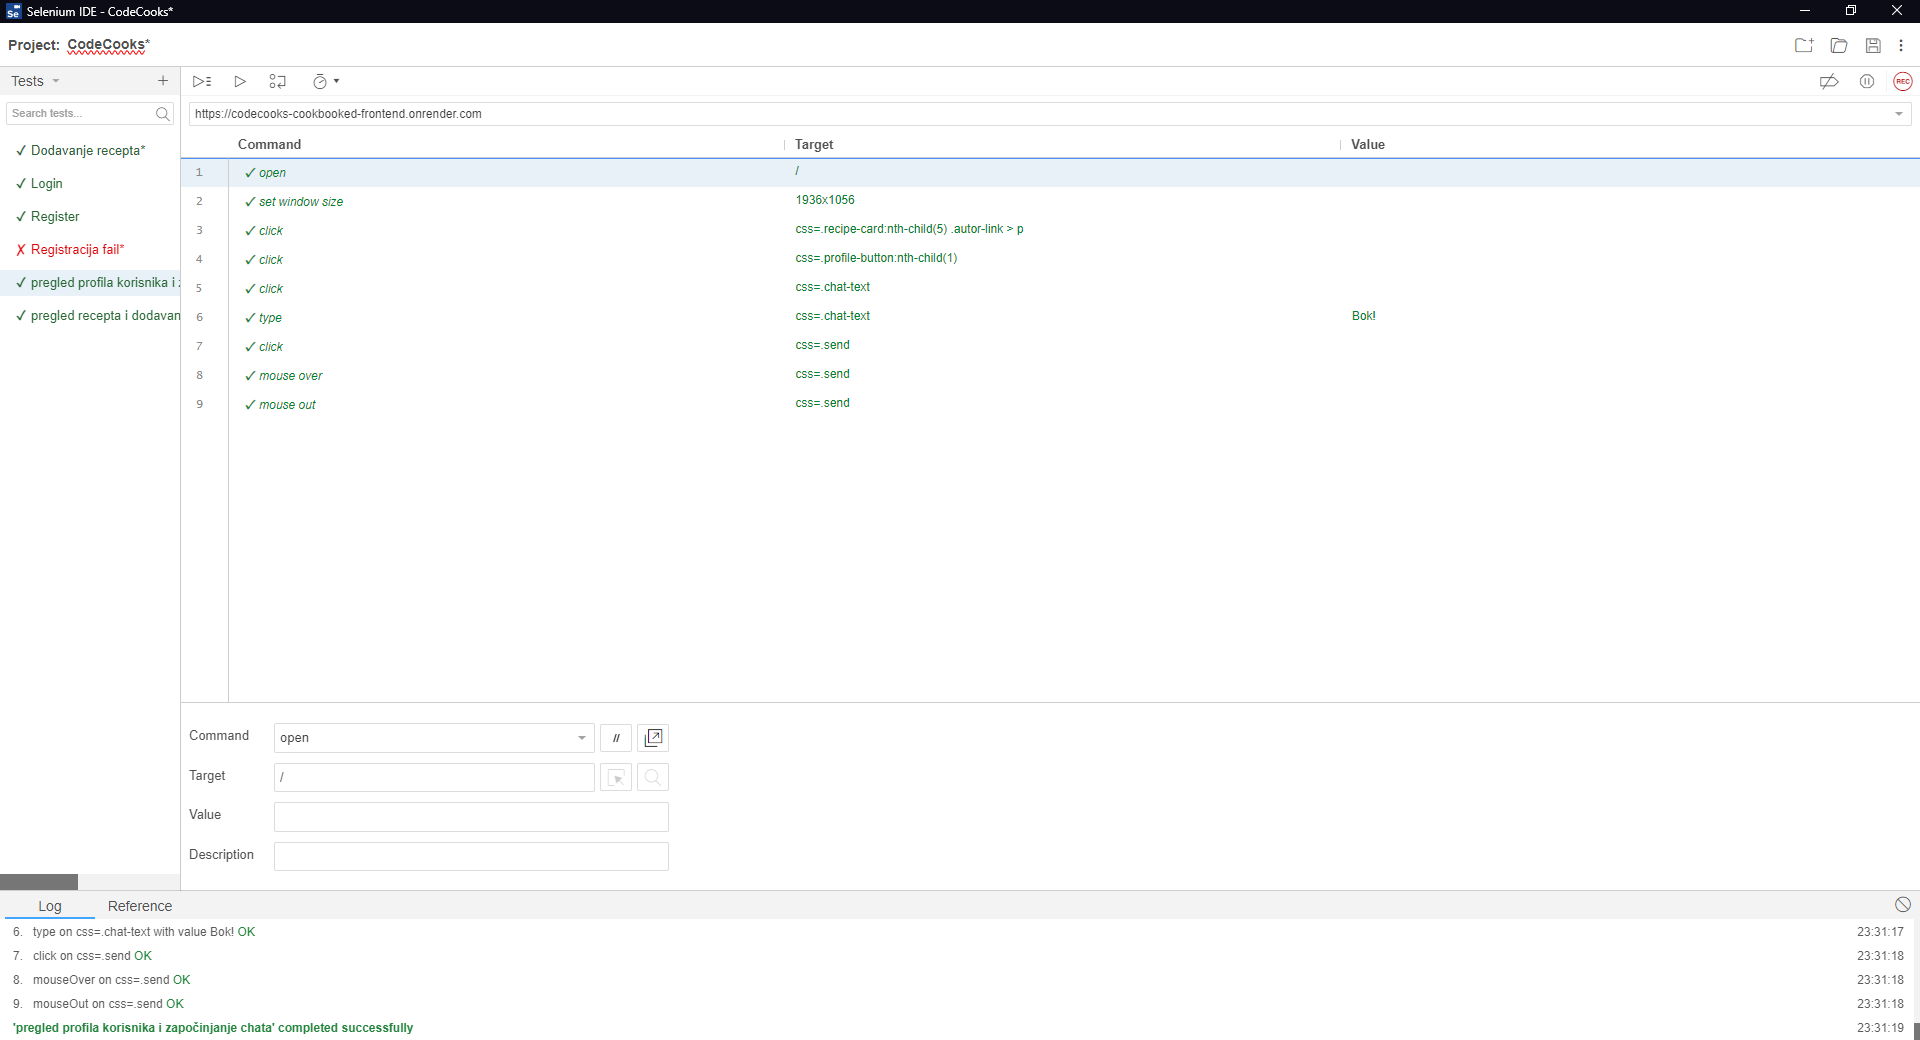 Selenium IDE - CodeCooks*
Project: CodeCooks*
Tests
Search tests...
REC
https://codecooks-cookbooked-frontend.onrender.com
Command Target Value
✓ Dodavanje recepta*
✓ Login
✓ Register
✗ Registracija fail*
✓ pregled profila korisnika i
✓ pregled recepta i dodavan
1 ✓ open /
2 ✓ set window size 1936x1056
3 ✓ click css=.recipe-card:nth-child(5) .autor-link > p
4 ✓ click css=.profile-button:nth-child(1)
5 ✓ click css=.chat-text
6 ✓ type css=.chat-text Bok!
7 ✓ click css=.send
8 ✓ mouse over css=.send
9 ✓ mouse out css=.send
Command open //
Target /
Value
Description
Log Reference
6. type on css=.chat-text with value Bok! OK 23:31:17
7. click on css=.send OK 23:31:18
8. mouseOver on css=.send OK 23:31:18
9. mouseOut on css=.send OK 23:31:18
'pregled profila korisnika i započinjanje chata' completed successfully 23:31:19